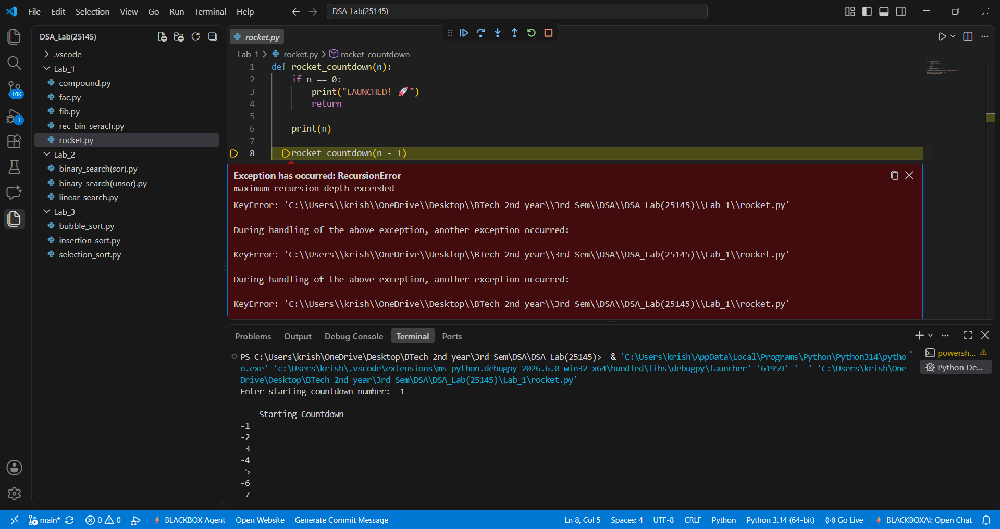 File Edit Selection View Go Run Terminal Help
DSA_Lab(25145)
DSA_Lab(25145)
.vscode
Lab_1
compound.py
fac.py
fib.py
rec_bin_serach.py
rocket.py
Lab_2
binary_search(sor).py
binary_search(unsor).py
linear_search.py
Lab_3
bubble_sort.py
insertion_sort.py
selection_sort.py
10K
1
rocket.py
Lab_1 > rocket.py > rocket_countdown
1 def rocket_countdown(n):
2 if n == 0:
3 print("LAUNCHED! 🚀")
4 return
5
6 print(n)
7
8 rocket_countdown(n - 1)
Exception has occurred: RecursionError
maximum recursion depth exceeded
KeyError: 'C:\\Users\\krish\\OneDrive\\Desktop\\BTech 2nd year\\3rd Sem\\DSA\\DSA_Lab(25145)\\Lab_1\\rocket.py'
During handling of the above exception, another exception occurred:
KeyError: 'C:\\Users\\krish\\OneDrive\\Desktop\\BTech 2nd year\\3rd Sem\\DSA\\DSA_Lab(25145)\\Lab_1\\rocket.py'
During handling of the above exception, another exception occurred:
KeyError: 'C:\\Users\\krish\\OneDrive\\Desktop\\BTech 2nd year\\3rd Sem\\DSA\\DSA_Lab(25145)\\Lab_1\\rocket.py'
Problems Output Debug Console Terminal Ports
PS C:\Users\krish\OneDrive\Desktop\BTech 2nd year\3rd Sem\DSA\DSA_Lab(25145)> & 'C:\Users\krish\AppData\Local\Programs\Python\Python314\pytho
n.exe' 'c:\Users\krish\.vscode\extensions\ms-python.debugpy-2026.6.0-win32-x64\bundled\libs\debugpy\launcher' '61959' '--' 'C:\Users\krish\One
Drive\Desktop\BTech 2nd year\3rd Sem\DSA\DSA_Lab(25145)\Lab_1\rocket.py'
Enter starting countdown number: -1
--- Starting Countdown ---
-1
-2
-3
-4
-5
-6
-7
powersh...
Python De...
main* 0 0 BLACKBOX Agent Open Website Generate Commit Message Ln 8, Col 5 Spaces: 4 UTF-8 CRLF Python Python 3.14 (64-bit) Go Live BLACKBOXAI: Open Chat